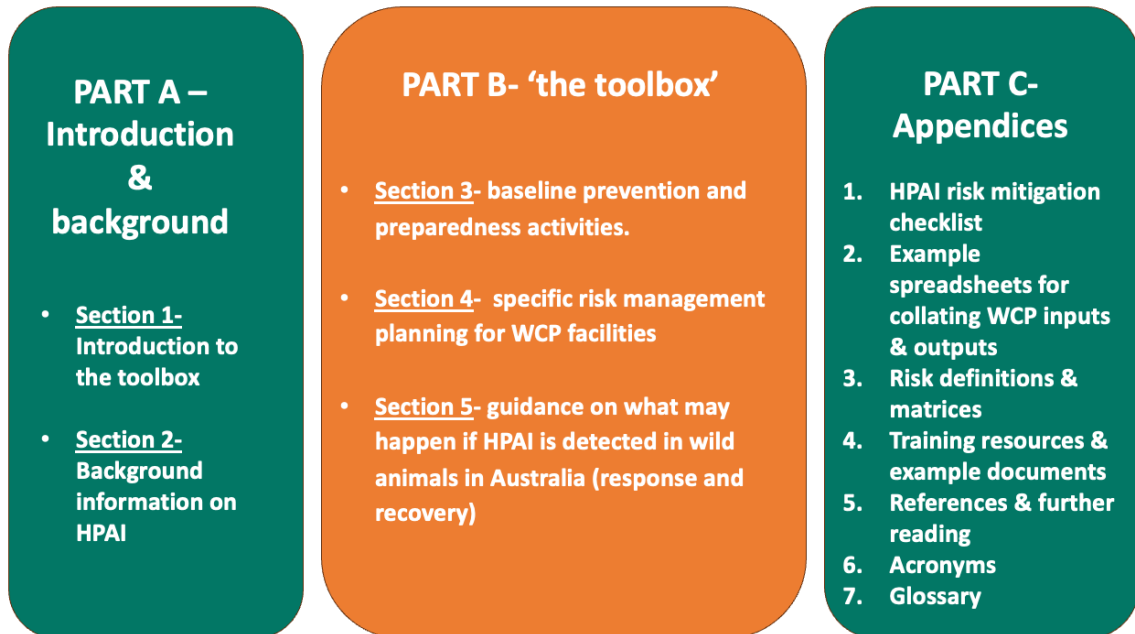 PART A –
Introduction
&
background
• Section 1-
Introduction to
the toolbox
• Section 2-
Background
information on
HPAI
PART B- ‘the toolbox’
• Section 3- baseline prevention and
preparedness activities.
• Section 4- specific risk management
planning for WCP facilities
• Section 5- guidance on what may
happen if HPAI is detected in wild
animals in Australia (response and
recovery)
PART C-
Appendices
1. HPAI risk mitigation
checklist
2. Example
spreadsheets for
collating WCP inputs
& outputs
3. Risk definitions &
matrices
4. Training resources &
example documents
5. References & further
reading
6. Acronyms
7. Glossary